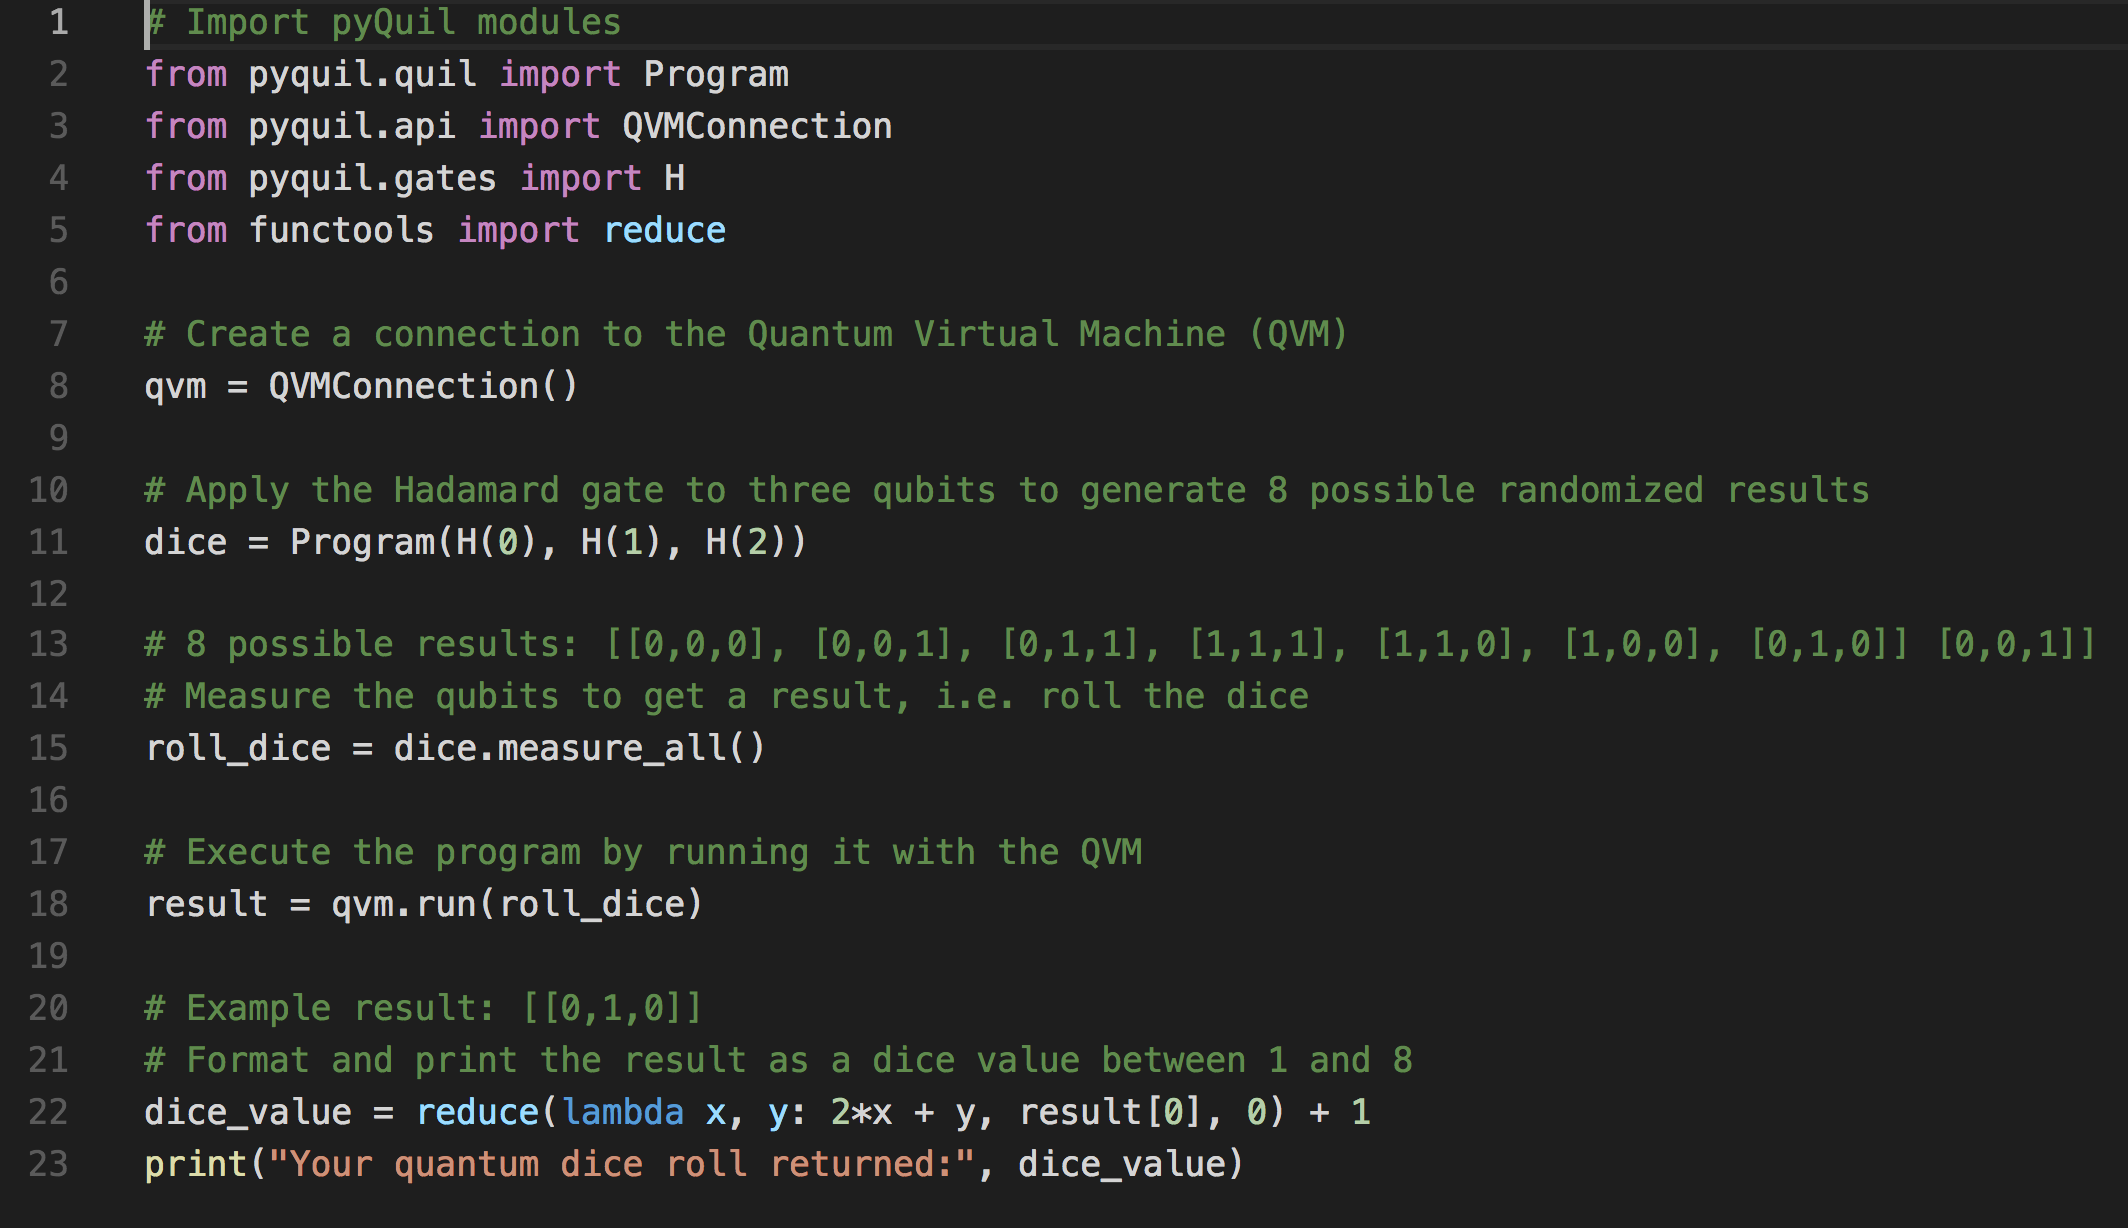 1 # Import pyQuil modules
2 from pyquil.quil import Program
3 from pyquil.api import QVMConnection
4 from pyquil.gates import H
5 from functools import reduce
6
7 # Create a connection to the Quantum Virtual Machine (QVM)
8 qvm = QVMConnection()
9
10 # Apply the Hadamard gate to three qubits to generate 8 possible randomized results
11 dice = Program(H(0), H(1), H(2))
12
13 # 8 possible results: [[0,0,0], [0,0,1], [0,1,1], [1,1,1], [1,1,0], [1,0,0], [0,1,0]] [0,0,1]]
14 # Measure the qubits to get a result, i.e. roll the dice
15 roll_dice = dice.measure_all()
16
17 # Execute the program by running it with the QVM
18 result = qvm.run(roll_dice)
19
20 # Example result: [[0,1,0]]
21 # Format and print the result as a dice value between 1 and 8
22 dice_value = reduce(lambda x, y: 2*x + y, result[0], 0) + 1
23 print("Your quantum dice roll returned:", dice_value)